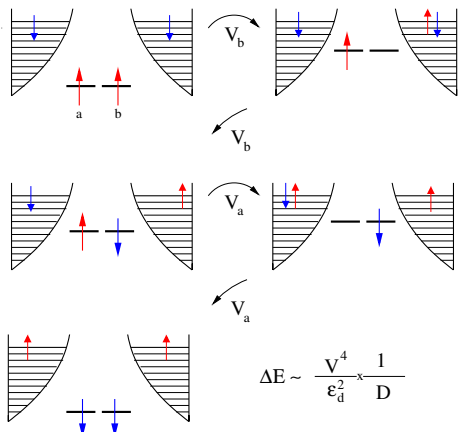 V_b
a b
V_b
V_a
V_a
ΔE ~ V^4 / ε_d^2 x 1 / D